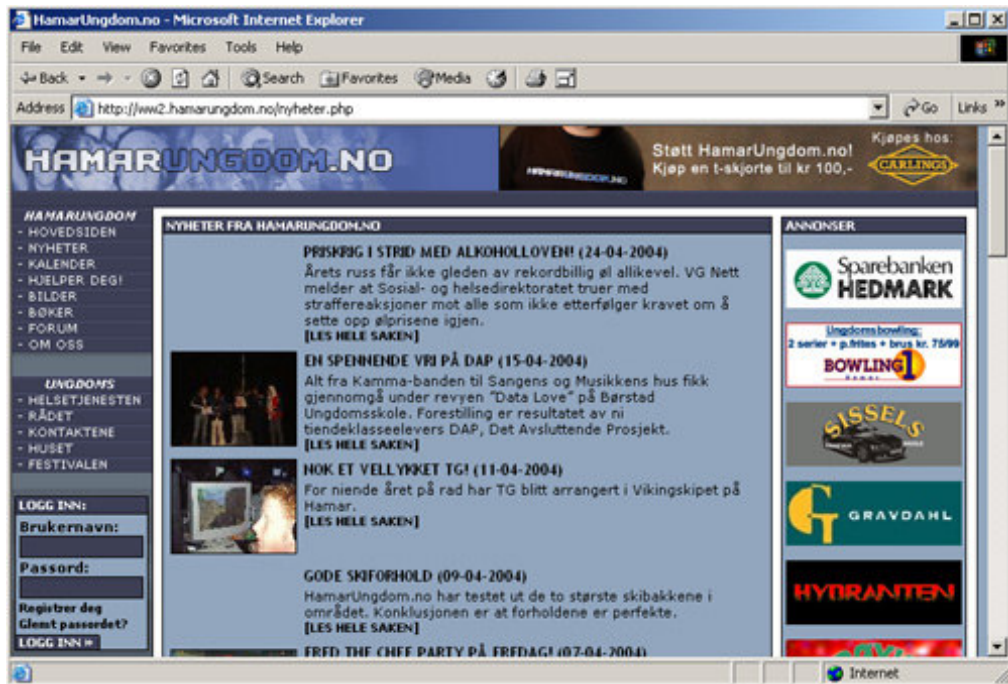 HamarUngdom.no - Microsoft Internet Explorer
File Edit View Favorites Tools Help
Back Search Favorites Media
Address http://ww2.hamarungdom.no/nyheter.php Go Links »
HAMARUNGDOM.NO
Støtt HamarUngdom.no!
Kjøp en t-skjorte til kr 100,-
Kjøpes hos:
CARLINGS
HAMARUNGDOM.NO
HAMARUNGDOM
- HOVEDSIDEN
- NYHETER
- KALENDER
- HJELPER DEG!
- BILDER
- BØKER
- FORUM
- OM OSS
UNGDOMS
- HELSETJENESTEN
- RÅDET
- KONTAKTENE
- HUSET
- FESTIVALEN
LOGG INN:
Brukernavn:
Passord:
Registrer deg
Glemt passordet?
LOGG INN »
NYHETER FRA HAMARUNGDOM.NO
PRISKRIG I STRID MED ALKOHOLLOVEN! (24-04-2004)
Årets russ får ikke gleden av rekordbillig øl allikevel. VG Nett
melder at Sosial- og helsedirektoratet truer med
straffereaksjoner mot alle som ikke etterfølger kravet om å
sette opp ølprisene igjen.
[LES HELE SAKEN]
EN SPENNENDE VRI PÅ DAP (15-04-2004)
Alt fra Kamma-banden til Sangens og Musikkens hus fikk
gjennomgå under revyen "Data Love" på Børstad
Ungdomsskole. Forestilling er resultatet av ni
tiendeklasseelevers DAP, Det Avsluttende Prosjekt.
[LES HELE SAKEN]
NOK ET VELLYKKET TG! (11-04-2004)
For niende året på rad har TG blitt arrangert i Vikingskipet på
Hamar.
[LES HELE SAKEN]
GODE SKIFORHOLD (09-04-2004)
HamarUngdom.no har testet ut de to største skibakkene i
området. Konklusjonen er at forholdene er perfekte.
[LES HELE SAKEN]
FRED THE CHEF PARTY PÅ FREDAG! (07-04-2004)
ANNONSER
Sparebanken
HEDMARK
Ungdomsbowling:
2 serier + p.frites + brus kr. 75/99
BOWLING1
Hamar
SISSELS
GRAVDAHL
HYDRANTEN
Internet